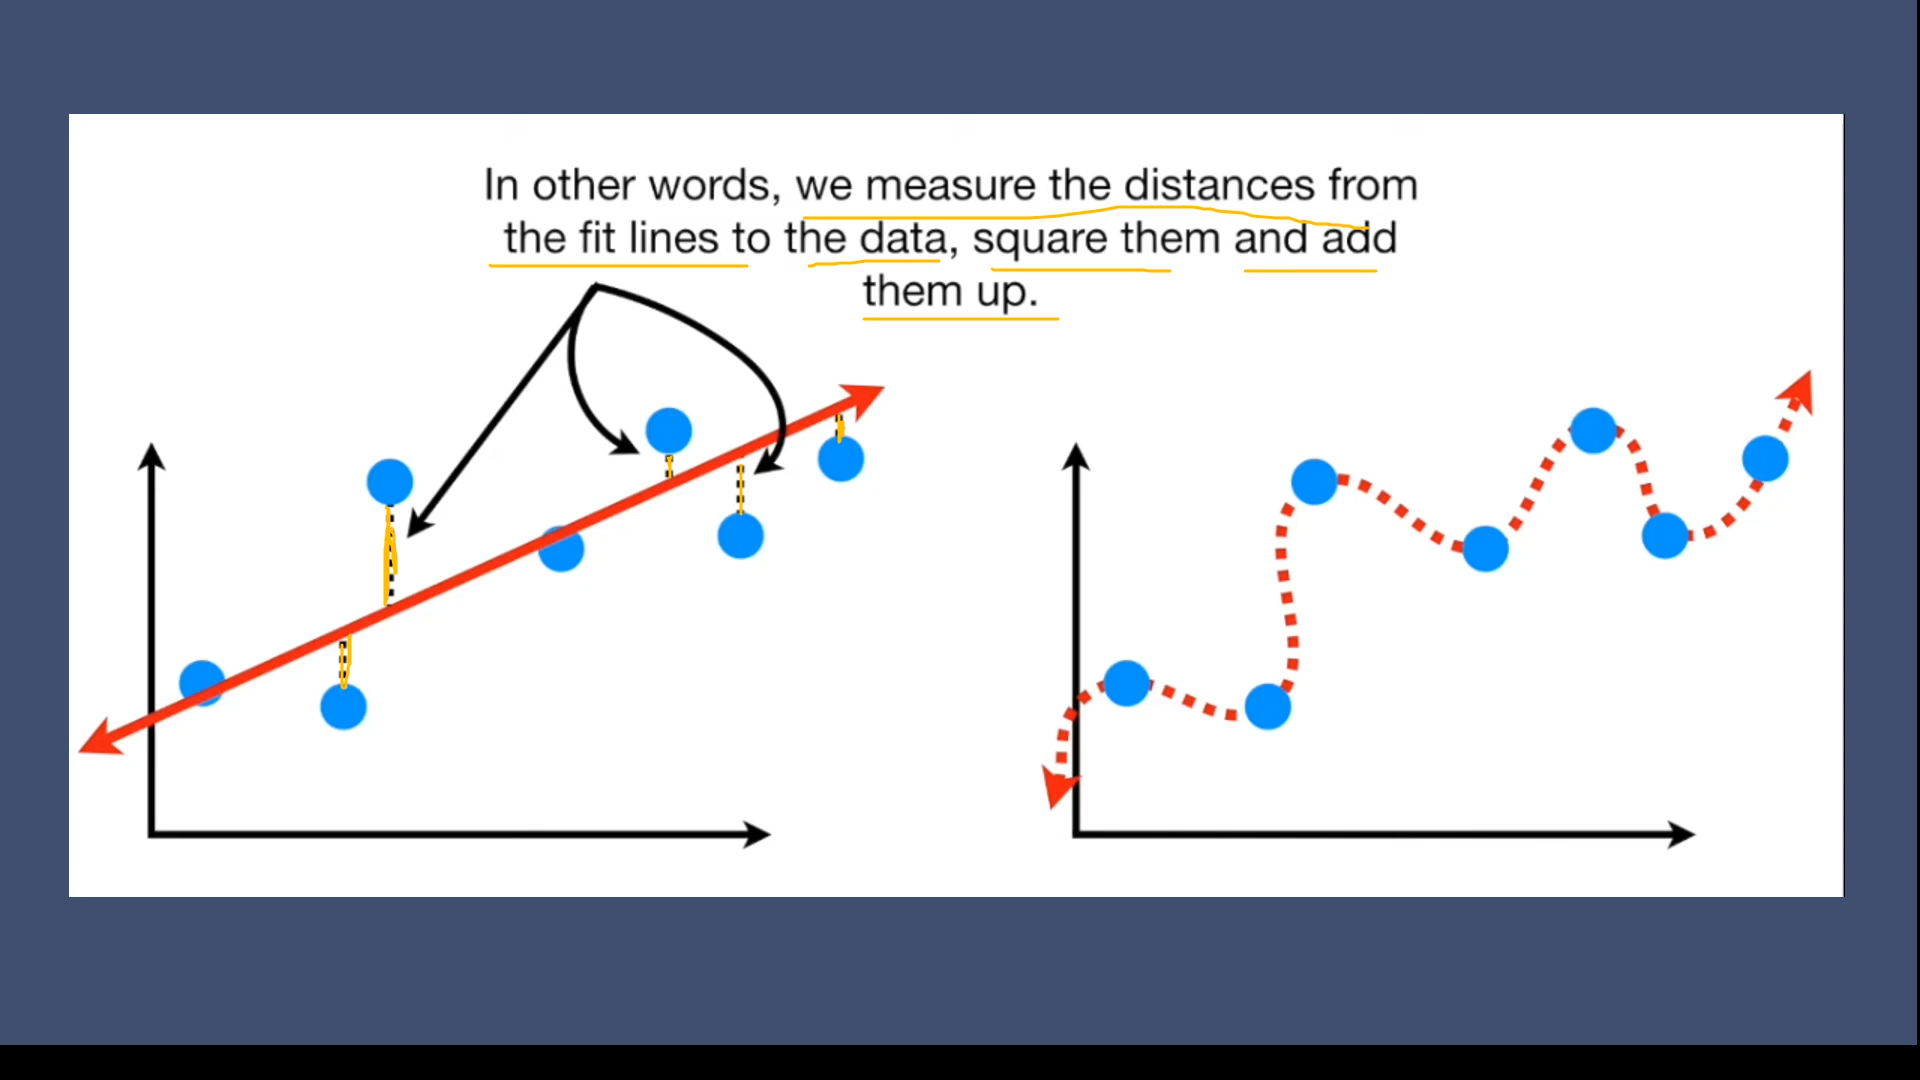 In other words, we measure the distances from
the fit lines to the data, square them and add
them up.